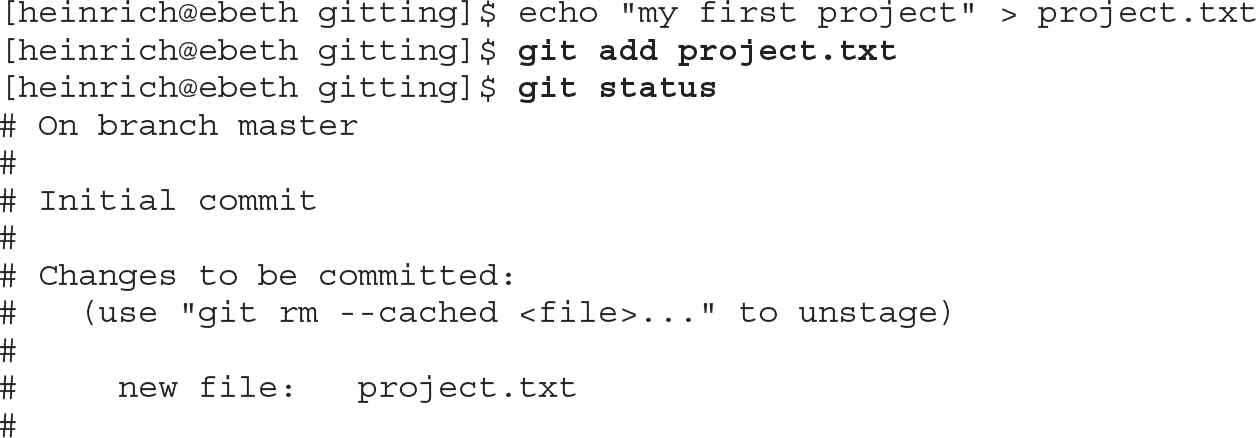 [heinrich@ebeth gitting]$ echo "my first project" > project.txt
[heinrich@ebeth gitting]$ git add project.txt
[heinrich@ebeth gitting]$ git status
# On branch master
#
# Initial commit
#
# Changes to be committed:
#   (use "git rm --cached <file>..." to unstage)
#
#     new file:   project.txt
#